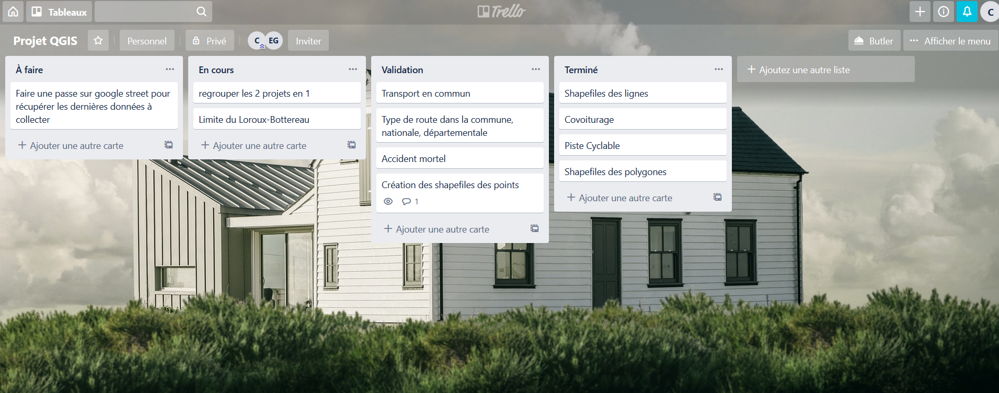 Tableaux
Trello
C
Projet QGIS
Personnel
Privé
C
EG
Inviter
Butler
Afficher le menu
À faire
Faire une passe sur google street pour
récupérer les dernières données à
collecter
+ Ajouter une autre carte
En cours
regrouper les 2 projets en 1
Limite du Loroux-Bottereau
+ Ajouter une autre carte
Validation
Transport en commun
Type de route dans la commune,
nationale, départementale
Accident mortel
Création des shapefiles des points
1
+ Ajouter une autre carte
Terminé
Shapefiles des lignes
Covoiturage
Piste Cyclable
Shapefiles des polygones
+ Ajouter une autre carte
+ Ajoutez une autre liste